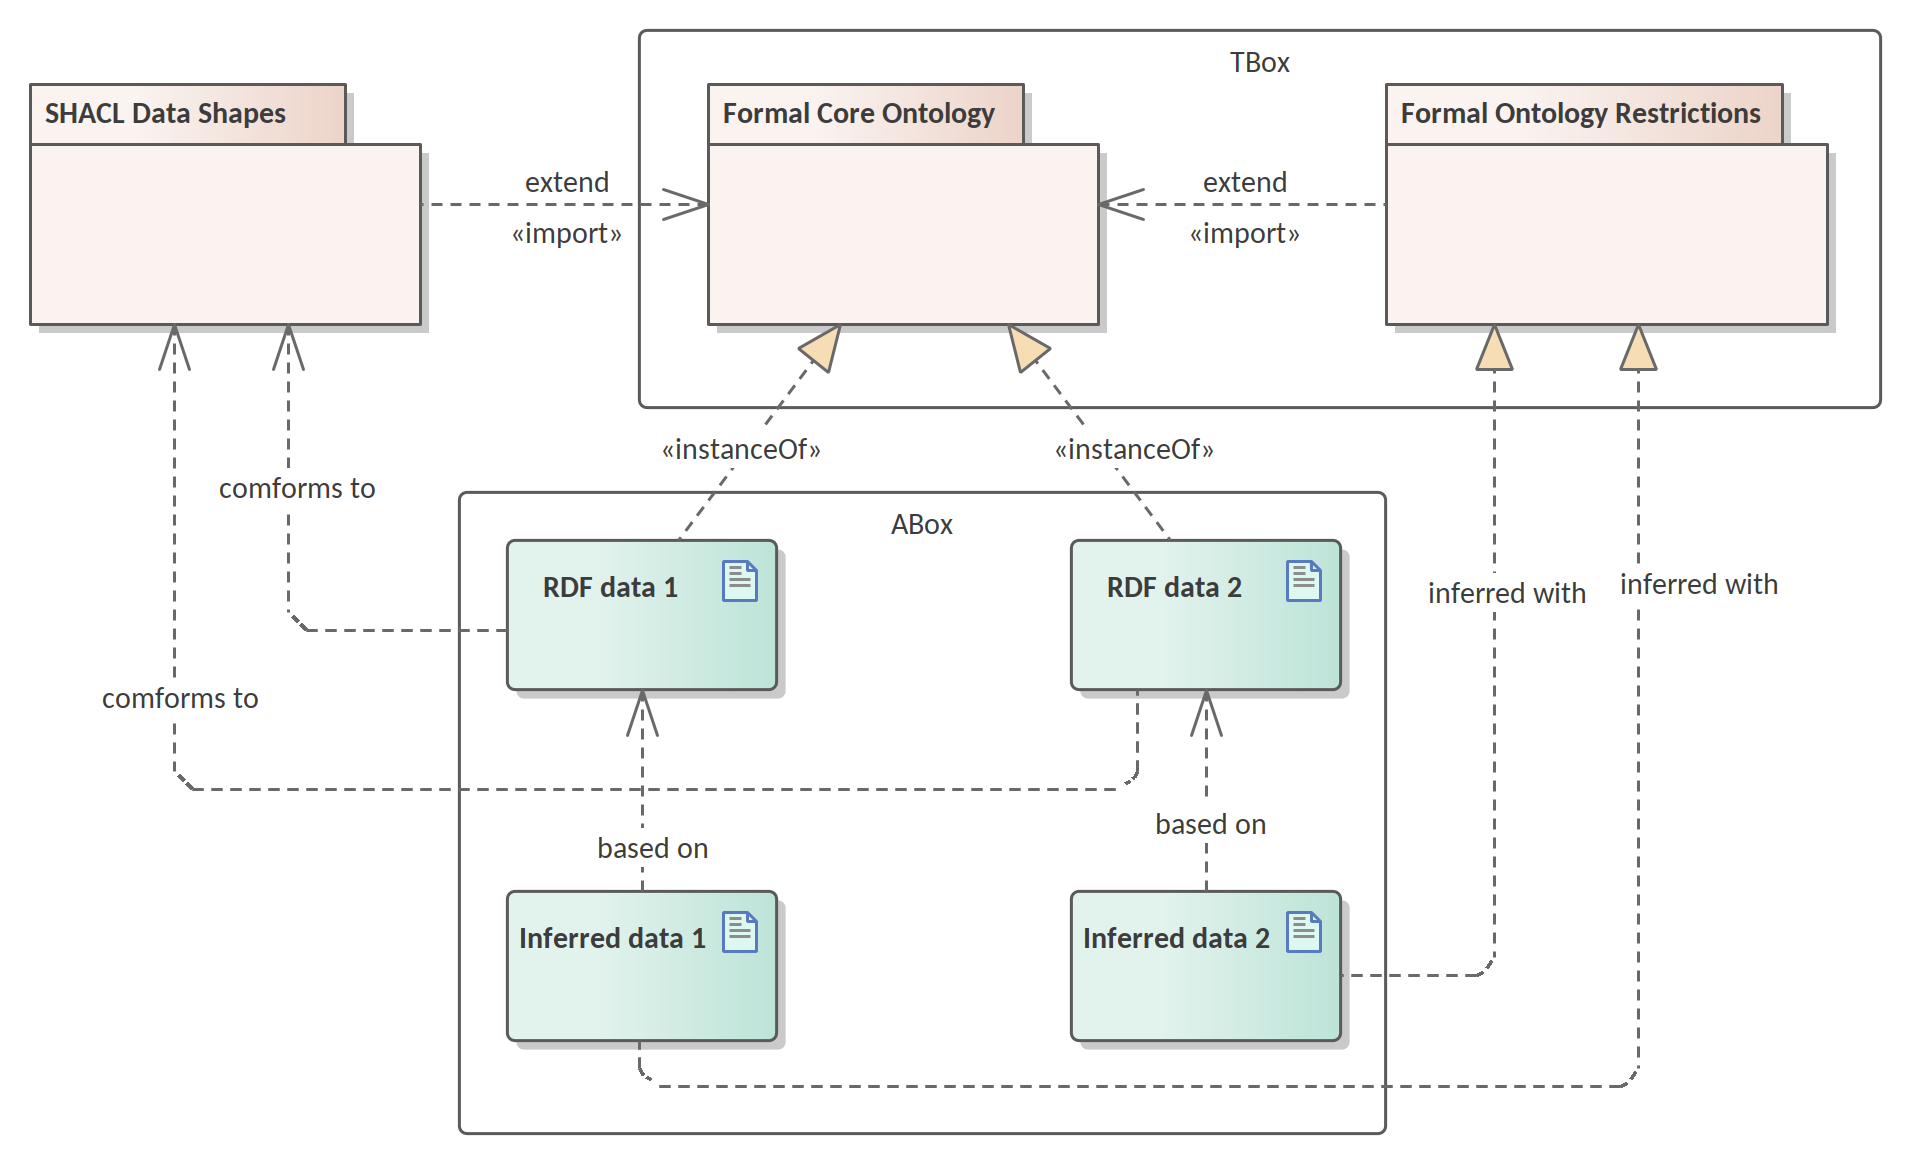 TBox
SHACL Data Shapes
Formal Core Ontology
Formal Ontology Restrictions
extend
«import»
extend
«import»
«instanceOf»
«instanceOf»
comforms to
ABox
RDF data 1
RDF data 2
inferred with
inferred with
comforms to
based on
based on
Inferred data 1
Inferred data 2